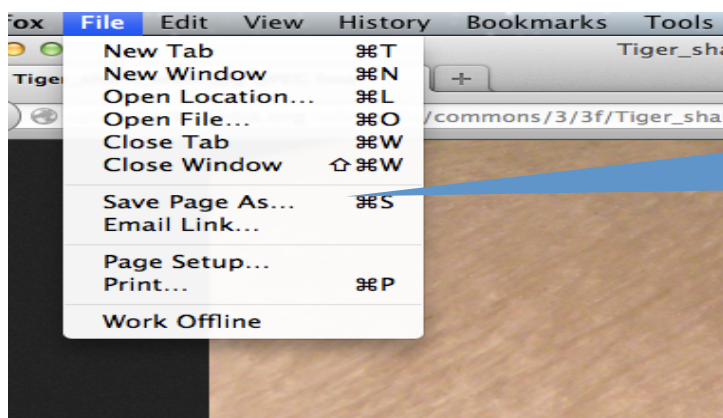 fox File Edit View History Bookmarks Tools
Tiger_sha
New Tab ⌘T
Tige
New Window ⌘N
Open Location... ⌘L
Open File... ⌘O
/commons/3/3f/Tiger_sha
Close Tab ⌘W
Close Window ⇧⌘W
Save Page As... ⌘S
Email Link...
Page Setup...
Print... ⌘P
Work Offline